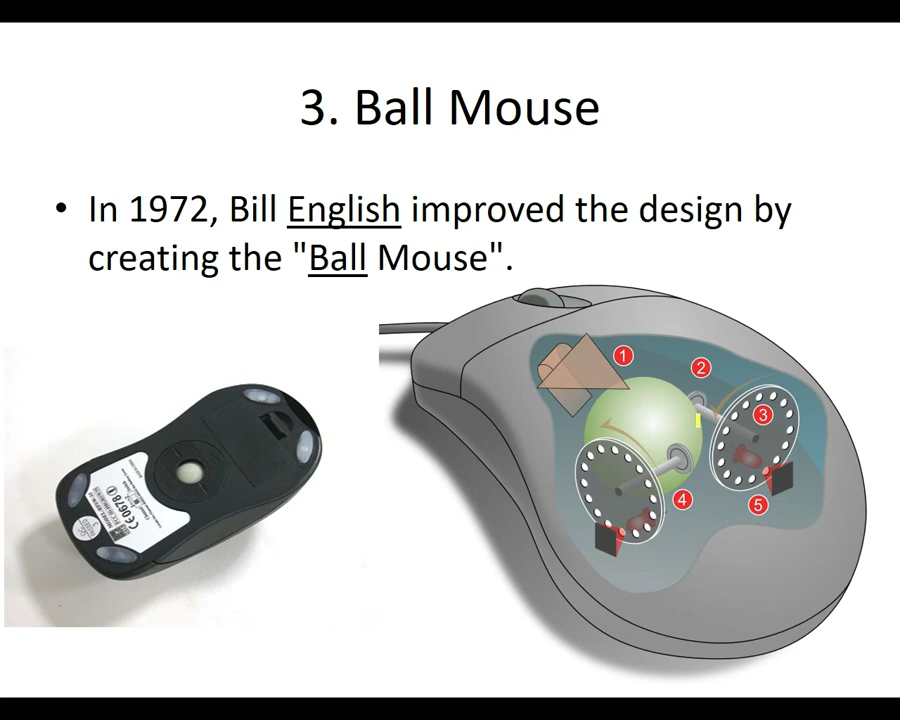 3. Ball Mouse
• In 1972, Bill English improved the design by
creating the "Ball Mouse".
1
2
3
4
5
CE0678